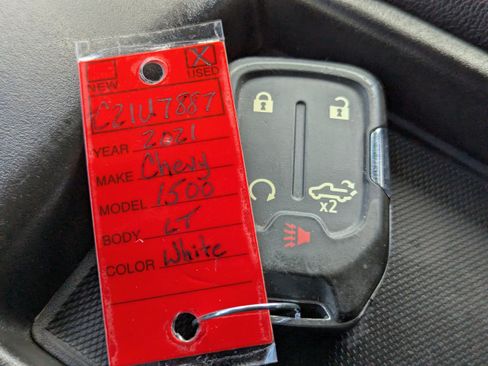 NEW
X
USED
C21U7887
YEAR 2021
MAKE Chevy
MODEL 1500
BODY LT
COLOR White
x2